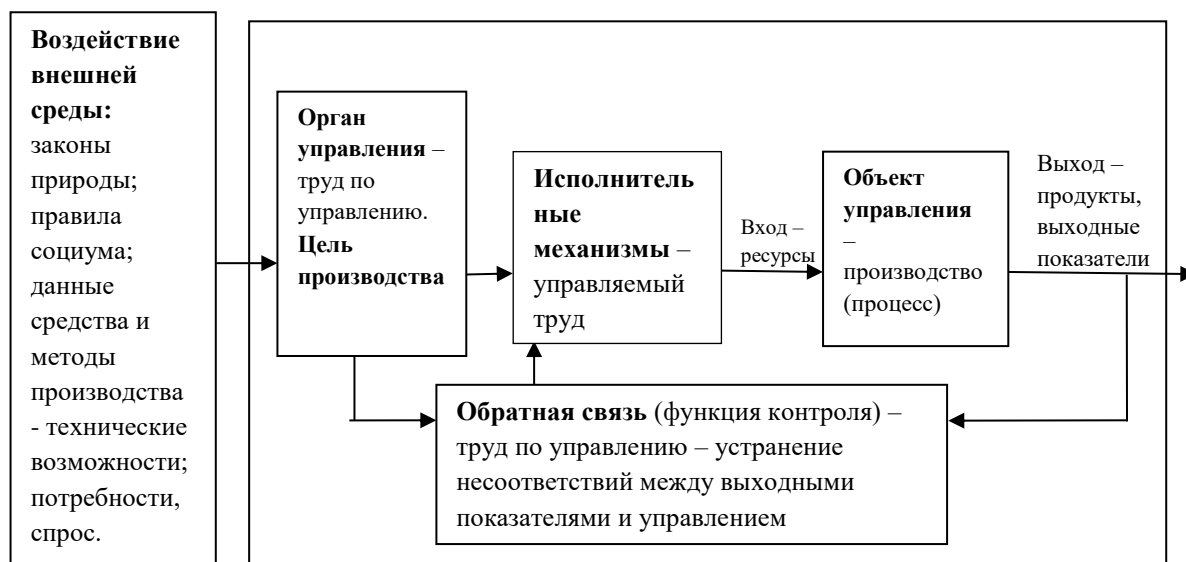 Воздействие
внешней
среды:
законы
природы;
правила
социума;
данные
средства и
методы
производства
- технические
возможности;
потребности,
спрос.
Орган
управления –
труд по
управлению.
Цель
производства
Исполнитель
ные
механизмы –
управляемый
труд
Вход –
ресурсы
Объект
управления
–
производство
(процесс)
Выход –
продукты,
выходные
показатели
Обратная связь (функция контроля) –
труд по управлению – устранение
несоответствий между выходными
показателями и управлением